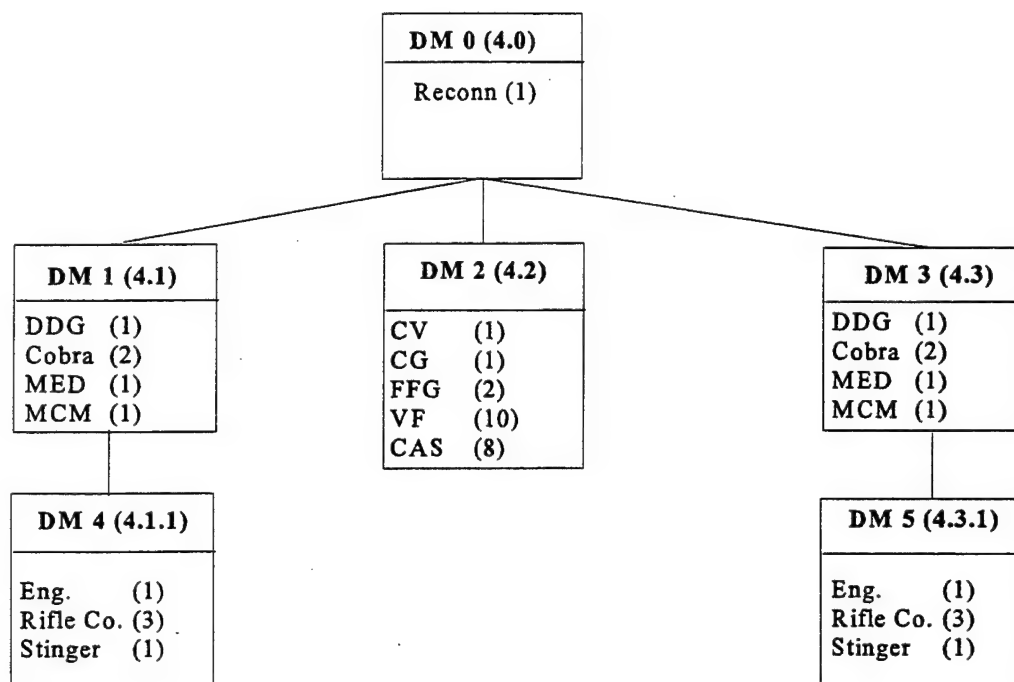 DM 0 (4.0)
Reconn (1)
DM 1 (4.1)
DDG (1)
Cobra (2)
MED (1)
MCM (1)
DM 2 (4.2)
CV (1)
CG (1)
FFG (2)
VF (10)
CAS (8)
DM 3 (4.3)
DDG (1)
Cobra (2)
MED (1)
MCM (1)
DM 4 (4.1.1)
Eng. (1)
Rifle Co. (3)
Stinger (1)
DM 5 (4.3.1)
Eng. (1)
Rifle Co. (3)
Stinger (1)